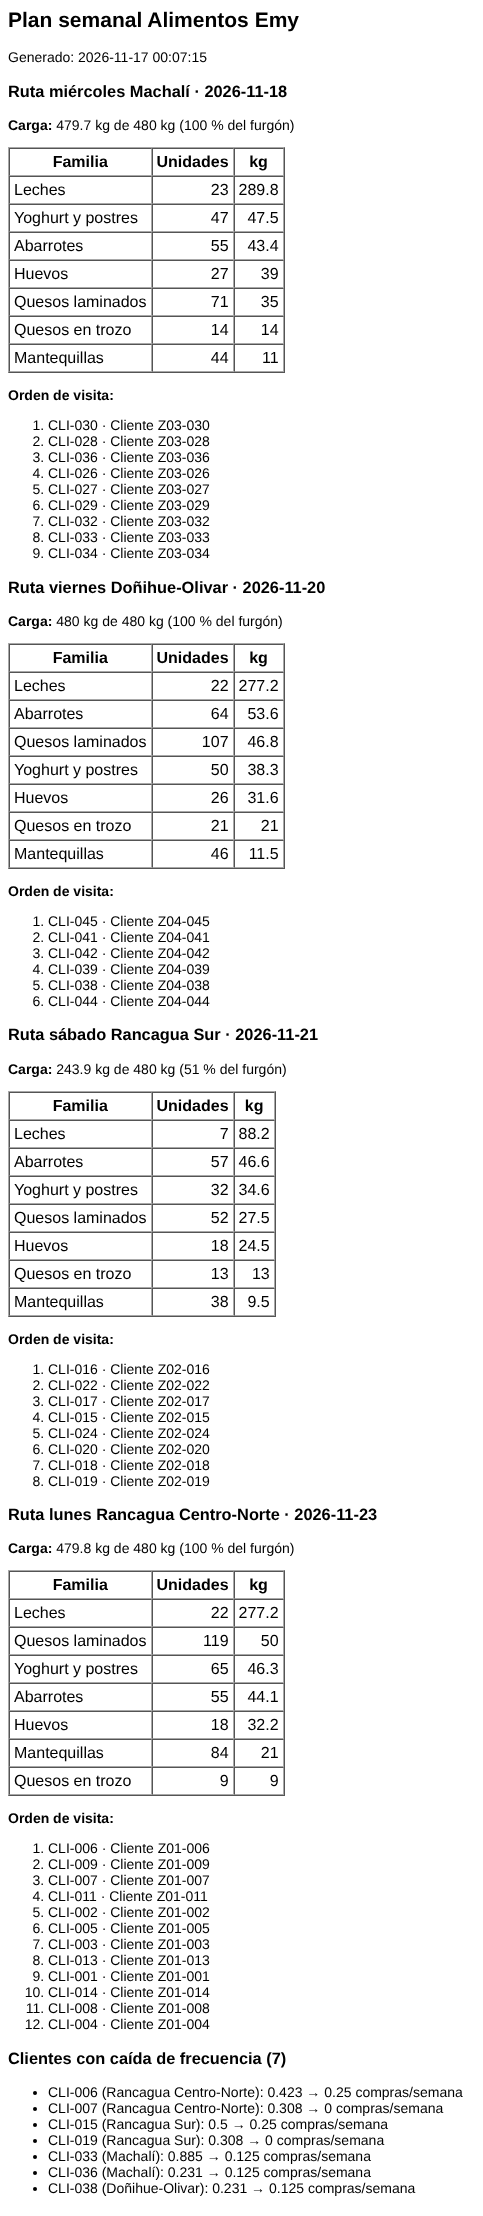 Plan semanal Alimentos Emy
Generado: 2026-11-17 00:07:15
Ruta miércoles Machalí · 2026-11-18
Carga: 479.7 kg de 480 kg (100 % del furgón)
Familia Unidades kg
Leches 23 289.8
Yoghurt y postres 47 47.5
Abarrotes 55 43.4
Huevos 27 39
Quesos laminados 71 35
Quesos en trozo 14 14
Mantequillas 44 11
Orden de visita:
1. CLI-030 · Cliente Z03-030
2. CLI-028 · Cliente Z03-028
3. CLI-036 · Cliente Z03-036
4. CLI-026 · Cliente Z03-026
5. CLI-027 · Cliente Z03-027
6. CLI-029 · Cliente Z03-029
7. CLI-032 · Cliente Z03-032
8. CLI-033 · Cliente Z03-033
9. CLI-034 · Cliente Z03-034
Ruta viernes Doñihue-Olivar · 2026-11-20
Carga: 480 kg de 480 kg (100 % del furgón)
Familia Unidades kg
Leches 22 277.2
Abarrotes 64 53.6
Quesos laminados 107 46.8
Yoghurt y postres 50 38.3
Huevos 26 31.6
Quesos en trozo 21 21
Mantequillas 46 11.5
Orden de visita:
1. CLI-045 · Cliente Z04-045
2. CLI-041 · Cliente Z04-041
3. CLI-042 · Cliente Z04-042
4. CLI-039 · Cliente Z04-039
5. CLI-038 · Cliente Z04-038
6. CLI-044 · Cliente Z04-044
Ruta sábado Rancagua Sur · 2026-11-21
Carga: 243.9 kg de 480 kg (51 % del furgón)
Familia Unidades kg
Leches 7 88.2
Abarrotes 57 46.6
Yoghurt y postres 32 34.6
Quesos laminados 52 27.5
Huevos 18 24.5
Quesos en trozo 13 13
Mantequillas 38 9.5
Orden de visita:
1. CLI-016 · Cliente Z02-016
2. CLI-022 · Cliente Z02-022
3. CLI-017 · Cliente Z02-017
4. CLI-015 · Cliente Z02-015
5. CLI-024 · Cliente Z02-024
6. CLI-020 · Cliente Z02-020
7. CLI-018 · Cliente Z02-018
8. CLI-019 · Cliente Z02-019
Ruta lunes Rancagua Centro-Norte · 2026-11-23
Carga: 479.8 kg de 480 kg (100 % del furgón)
Familia Unidades kg
Leches 22 277.2
Quesos laminados 119 50
Yoghurt y postres 65 46.3
Abarrotes 55 44.1
Huevos 18 32.2
Mantequillas 84 21
Quesos en trozo 9 9
Orden de visita:
1. CLI-006 · Cliente Z01-006
2. CLI-009 · Cliente Z01-009
3. CLI-007 · Cliente Z01-007
4. CLI-011 · Cliente Z01-011
5. CLI-002 · Cliente Z01-002
6. CLI-005 · Cliente Z01-005
7. CLI-003 · Cliente Z01-003
8. CLI-013 · Cliente Z01-013
9. CLI-001 · Cliente Z01-001
10. CLI-014 · Cliente Z01-014
11. CLI-008 · Cliente Z01-008
12. CLI-004 · Cliente Z01-004
Clientes con caída de frecuencia (7)
• CLI-006 (Rancagua Centro-Norte): 0.423 → 0.25 compras/semana
• CLI-007 (Rancagua Centro-Norte): 0.308 → 0 compras/semana
• CLI-015 (Rancagua Sur): 0.5 → 0.25 compras/semana
• CLI-019 (Rancagua Sur): 0.308 → 0 compras/semana
• CLI-033 (Machalí): 0.885 → 0.125 compras/semana
• CLI-036 (Machalí): 0.231 → 0.125 compras/semana
• CLI-038 (Doñihue-Olivar): 0.231 → 0.125 compras/semana